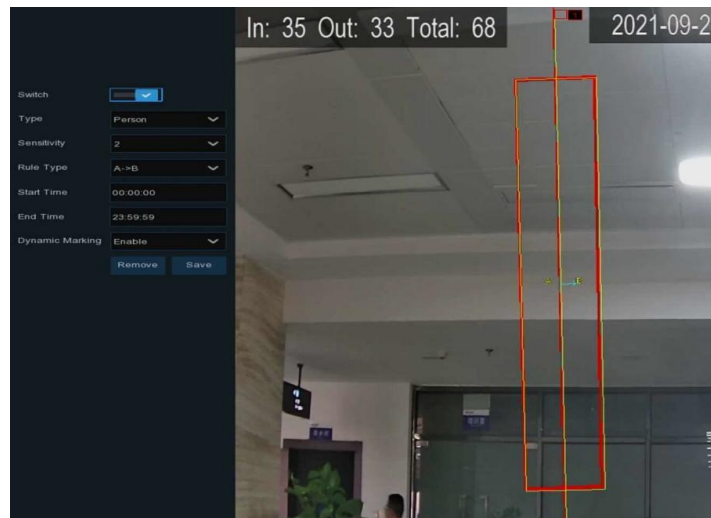 In: 35 Out: 33 Total: 68
2021-09-2
Switch
Type Person
Sensitivity 2
Rule Type A->B
Start Time 00:00:00
End Time 23:59:59
Dynamic Marking Enable
Remove Save